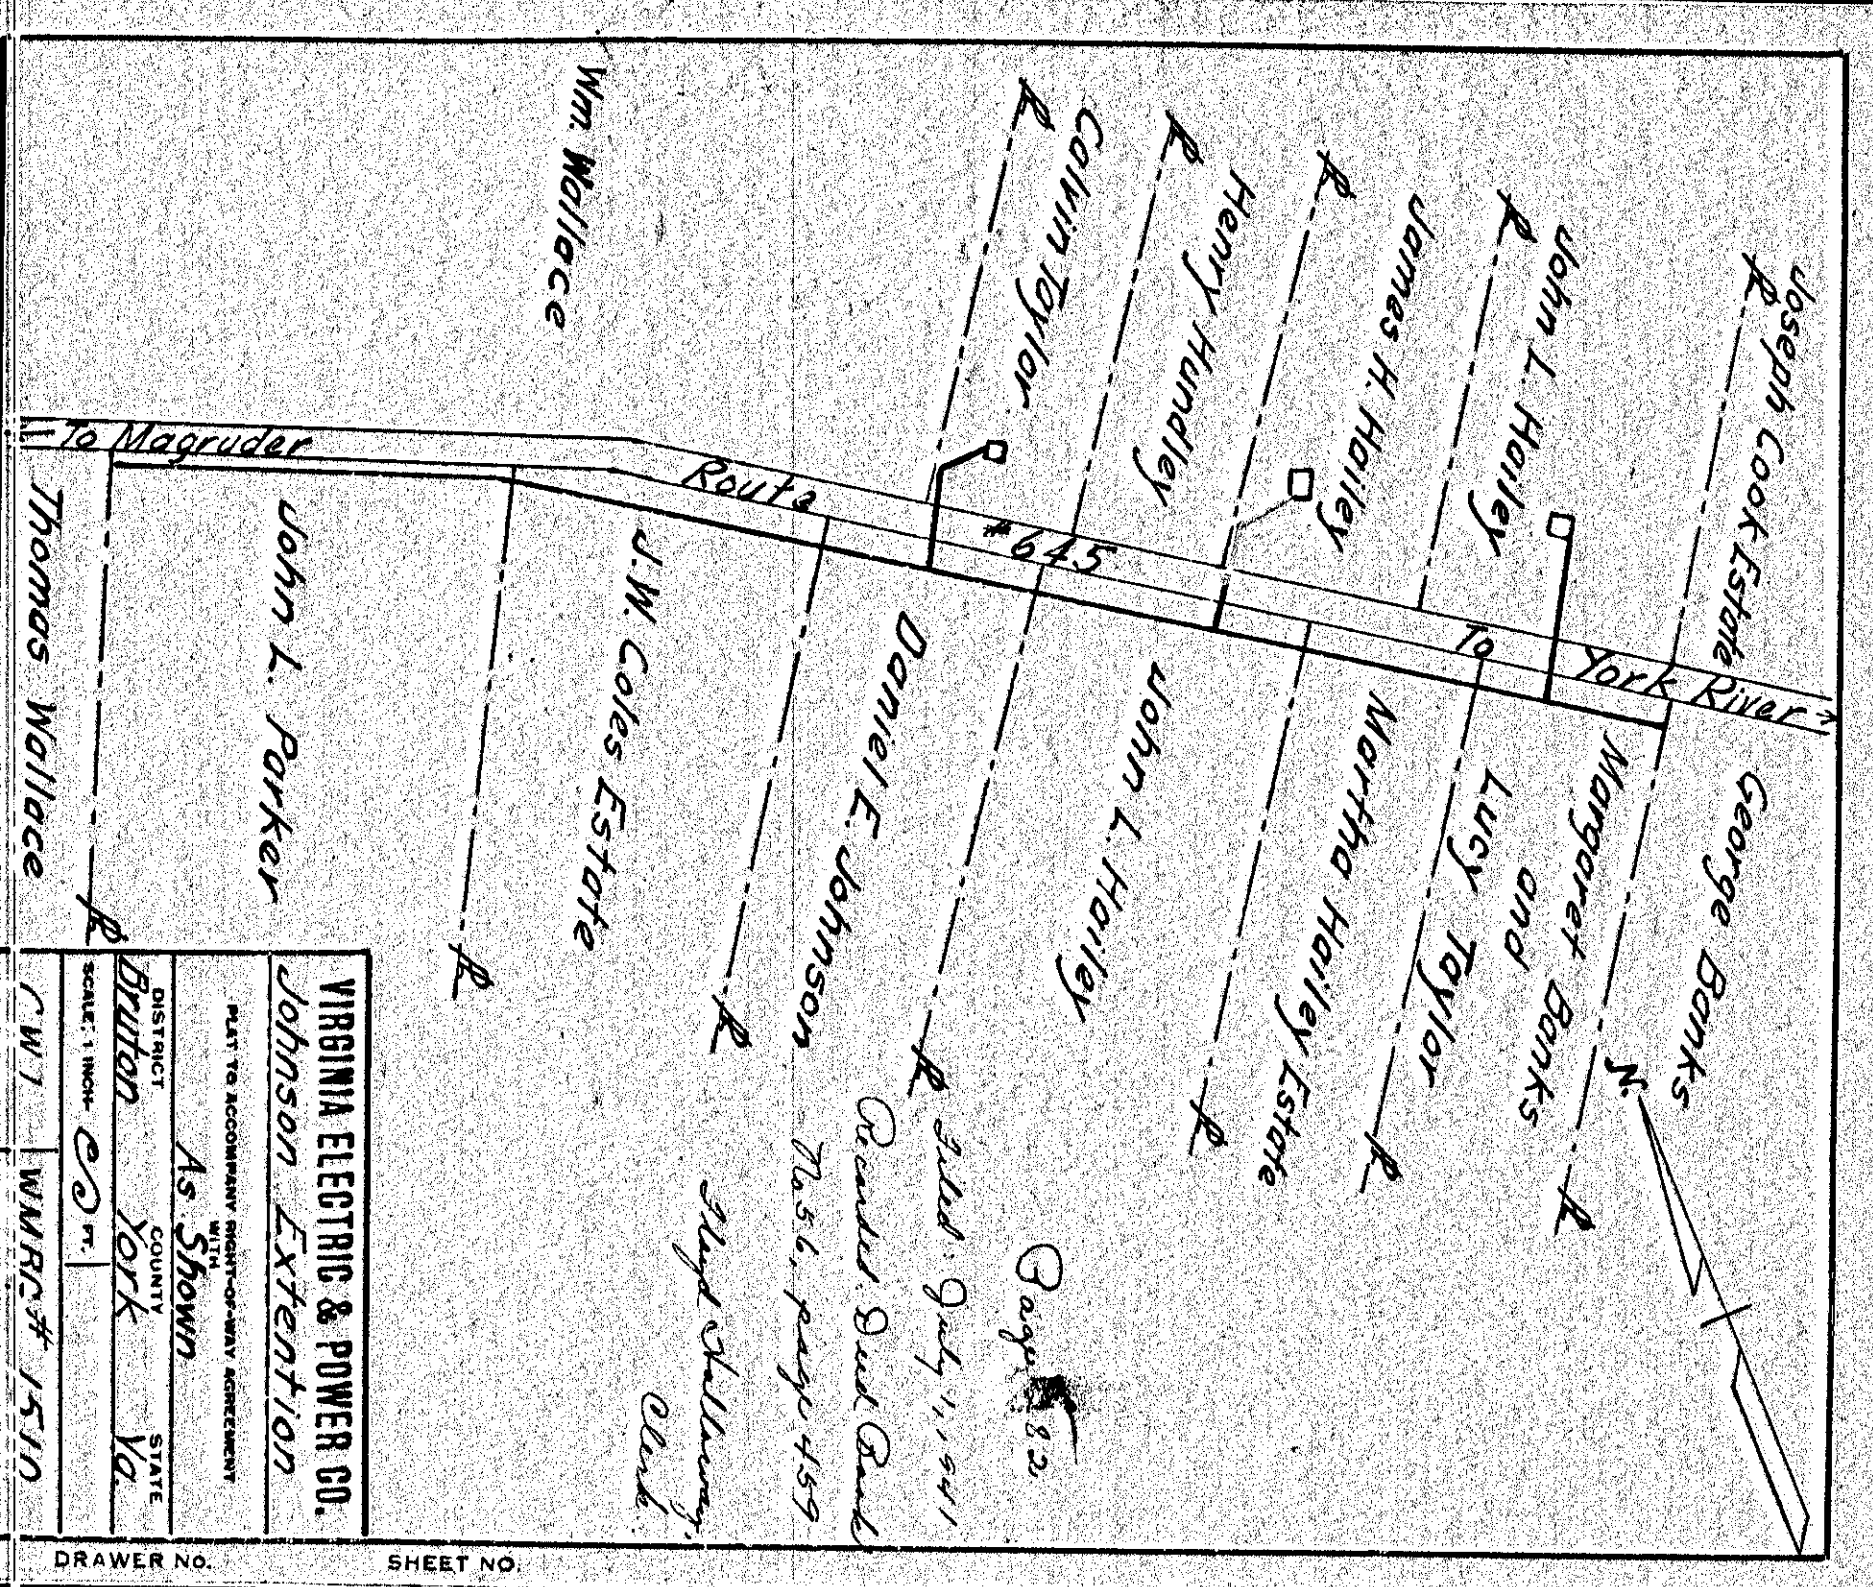 Wm. Wallace
Calvin Taylor
Henry Hundley
James H. Hailey
John L. Hailey
Joseph Cook Estate
To Magruder
Route #645
To York River
Thomas Wallace
John L. Parker
J.W. Coles Estate
Daniel E. Johnson
John L. Hailey
Martha Hailey Estate
Lucy Taylor
and
Margaret Banks
George Banks
N.
Page 82
Filed: July 1, 1941
Recorded: Deed Book
No 56, page 459
Floyd Holloway,
Clerk.
VIRGINIA ELECTRIC & POWER CO.
Johnson Extention
PLAT TO ACCOMPANY RIGHT-OF-WAY AGREEMENT
WITH
As Shown
DISTRICT COUNTY STATE
Bruton York Va.
SCALE: 1 INCH- FT.
WMRC# 1510
DRAWER NO.
SHEET NO.